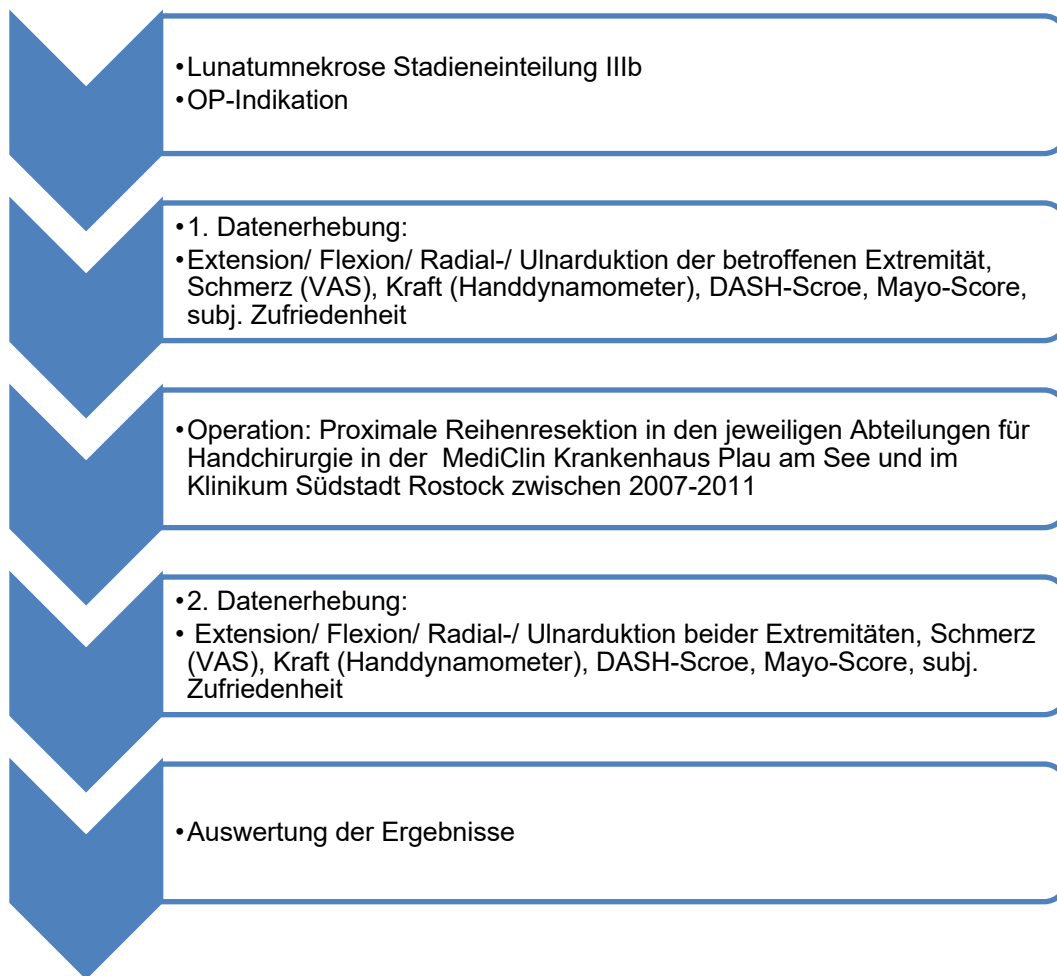 •Lunatumnekrose Stadieneinteilung IIIb
•OP-Indikation
•1. Datenerhebung:
•Extension/ Flexion/ Radial-/ Ulnarduktion der betroffenen Extremität,
Schmerz (VAS), Kraft (Handdynamometer), DASH-Scroe, Mayo-Score,
subj. Zufriedenheit
•Operation: Proximale Reihenresektion in den jeweiligen Abteilungen für
Handchirurgie in der  MediClin Krankenhaus Plau am See und im
Klinikum Südstadt Rostock zwischen 2007-2011
•2. Datenerhebung:
• Extension/ Flexion/ Radial-/ Ulnarduktion beider Extremitäten, Schmerz
(VAS), Kraft (Handdynamometer), DASH-Scroe, Mayo-Score, subj.
Zufriedenheit
•Auswertung der Ergebnisse